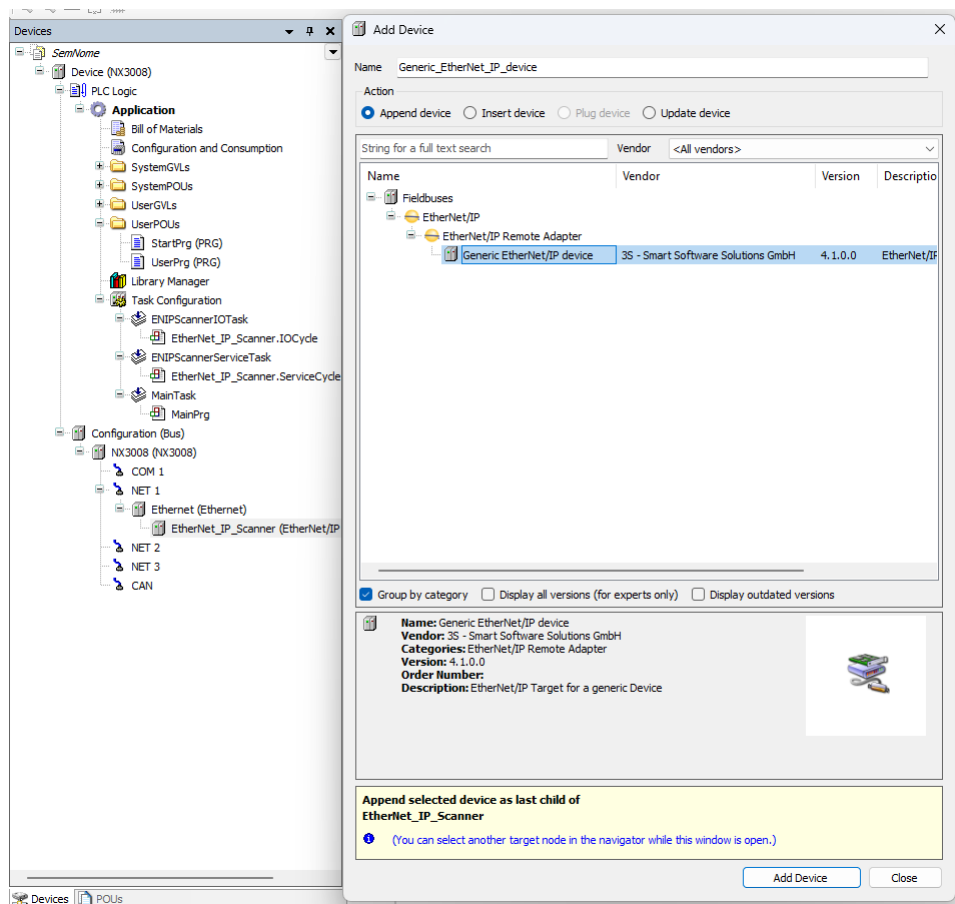 Devices
SemNome
Device (NX3008)
PLC Logic
Application
Bill of Materials
Configuration and Consumption
SystemGVLs
SystemPOUs
UserGVLs
UserPOUs
StartPrg (PRG)
UserPrg (PRG)
Library Manager
Task Configuration
ENIPScannerIOTask
EtherNet_IP_Scanner.IOCycle
ENIPScannerServiceTask
EtherNet_IP_Scanner.ServiceCycle
MainTask
MainPrg
Configuration (Bus)
NX3008 (NX3008)
COM 1
NET 1
Ethernet (Ethernet)
EtherNet_IP_Scanner (EtherNet/IP
NET 2
NET 3
CAN
Devices POUs
Add Device
Name Generic_EtherNet_IP_device
Action
Append device Insert device Plug device Update device
String for a full text search Vendor <All vendors>
Name Vendor Version Descriptio
Fieldbuses
EtherNet/IP
EtherNet/IP Remote Adapter
Generic EtherNet/IP device 3S - Smart Software Solutions GmbH 4.1.0.0 EtherNet/IP
Group by category Display all versions (for experts only) Display outdated versions
Name: Generic EtherNet/IP device
Vendor: 3S - Smart Software Solutions GmbH
Categories: EtherNet/IP Remote Adapter
Version: 4.1.0.0
Order Number:
Description: EtherNet/IP Target for a generic Device
Append selected device as last child of
EtherNet_IP_Scanner
(You can select another target node in the navigator while this window is open.)
Add Device Close